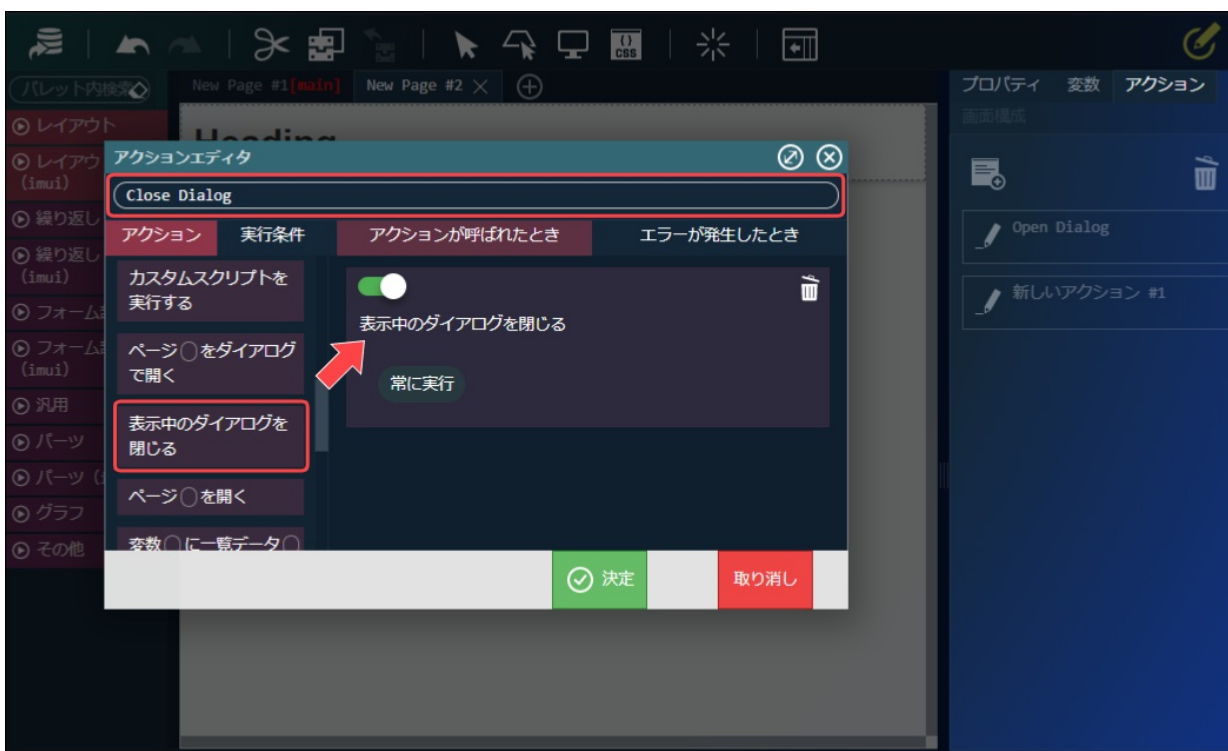 {} CSS
パレット内検索
New Page #1[main]
New Page #2
プロパティ
変数
アクション
画面構成
レイアウト
レイアウ
(imui)
繰り返し
繰り返し
(imui)
フォーム
フォーム
(imui)
汎用
パーツ
パーツ (
グラフ
その他
Heading
アクションエディタ
Close Dialog
アクション
実行条件
アクションが呼ばれたとき
エラーが発生したとき
カスタムスクリプトを
実行する
ページ○をダイアログ
で開く
表示中のダイアログを
閉じる
ページ○を開く
変数○に一覧データ○
表示中のダイアログを閉じる
常に実行
決定
取り消し
Open Dialog
新しいアクション #1